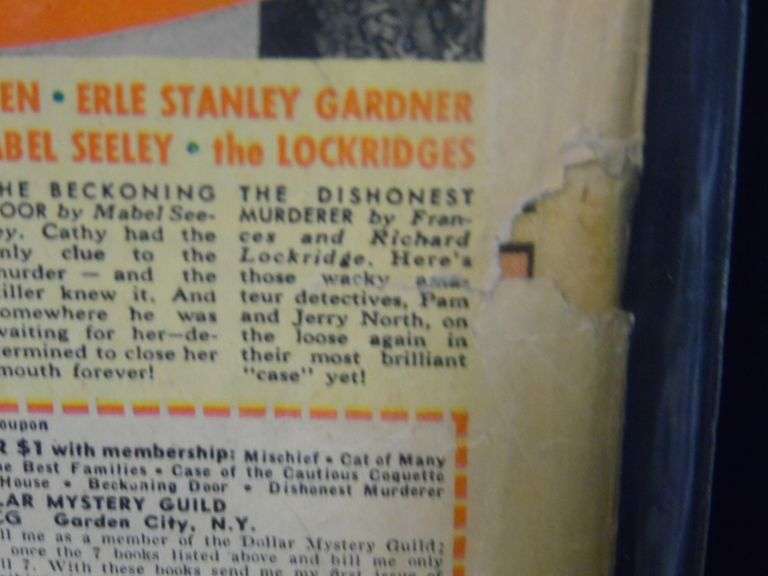 EN • ERLE STANLEY GARDNER
ABEL SEELEY • the LOCKRIDGES
HE BECKONING
OOR by Mabel See-
ey. Cathy had the
nly clue to the
murder — and the
iller knew it. And
omewhere he was
waiting for her—de-
ermined to close her
mouth forever!
THE DISHONEST
MURDERER by Fran-
ces and Richard
Lockridge. Here's
those wacky ama-
teur detectives, Pam
and Jerry North, on
the loose again in
their most brilliant
"case" yet!
oupon
R $1 with membership: Mischief • Cat of Many
e Best Families • Case of the Cautious Coquette
House • Beckoning Door • Dishonest Murderer
LAR MYSTERY GUILD
CG Garden City, N.Y.
ll me as a member of the Dollar Mystery Guild;
once the 7 books listed above and bill me only
ll 7. With these books send me my first issue of